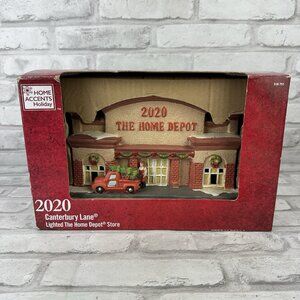 HOME
ACCENTS
Holiday
2020
THE HOME DEPOT
2020
Canterbury Lane®
Lighted The Home Depot® Store